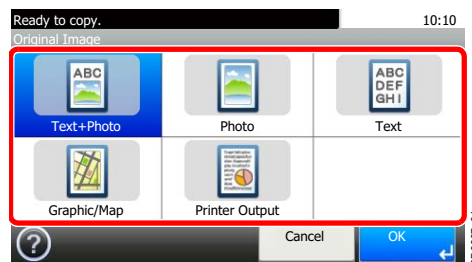 Ready to copy. 10:10
Original Image
ABC
ABC
DEF
GHI
Text+Photo Photo Text
Graphic/Map Printer Output
? Cancel OK